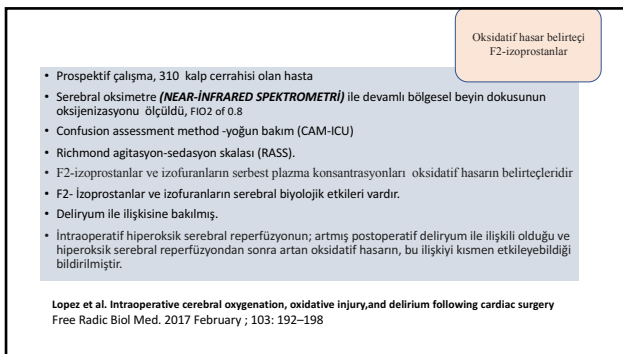 Oksidatif hasar belirteçi
F2-izoprostanlar
• Prospektif çalışma, 310 kalp cerrahisi olan hasta
• Serebral oksimetre (NEAR-İNFRARED SPEKTROMETRİ) ile devamlı bölgesel beyin dokusunun
oksijenizasyonu ölçüldü, FIO2 of 0.8
• Confusion assessment method -yoğun bakım (CAM-ICU)
• Richmond agitasyon-sedasyon skalası (RASS).
• F2-izoprostanlar ve izofuranların serbest plazma konsantrasyonları oksidatif hasarın belirteçleridir
• F2- İzoprostanlar ve izofuranların serebral biyolojik etkileri vardır.
• Deliryum ile ilişkisine bakılmış.
• İntraoperatif hiperoksik serebral reperfüzyonun; artmış postoperatif deliryum ile ilişkili olduğu ve
hiperoksik serebral reperfüzyondan sonra artan oksidatif hasarın, bu ilişkiyi kısmen etkileyebildiği
bildirilmiştir.
Lopez et al. Intraoperative cerebral oxygenation, oxidative injury,and delirium following cardiac surgery
Free Radic Biol Med. 2017 February ; 103: 192–198